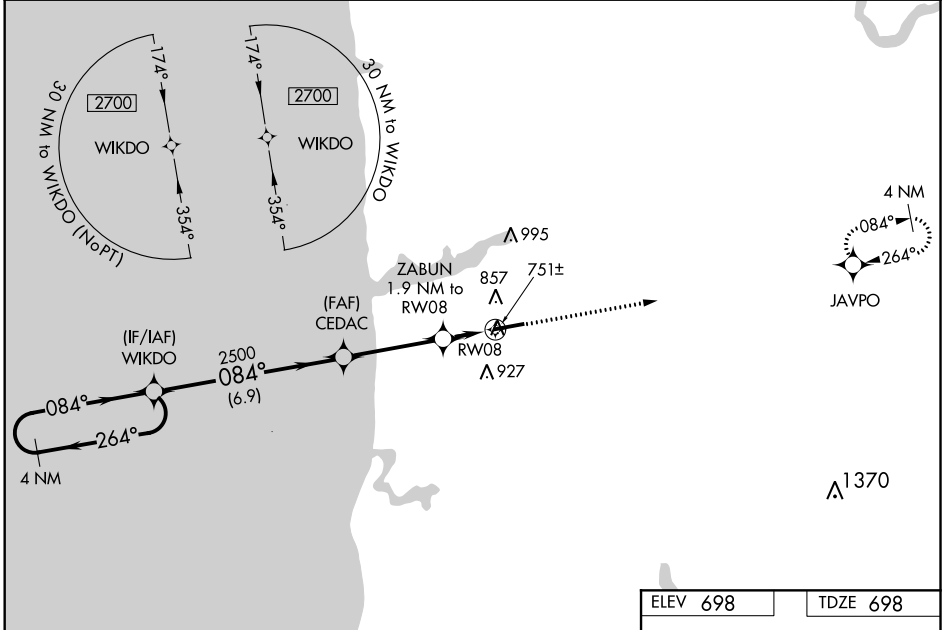 174°
2700
WIKDO
354°
30 NM to WIKDO (NoPT)
174°
2700
WIKDO
354°
30 NM to WIKDO
4 NM
084°
264°
JAVPO
995
ZABUN
1.9 NM to
RW08
857
751±
(FAF)
CEDAC
RW08
927
(IF/IAF)
WIKDO
2500
084°
(6.9)
084°
264°
4 NM
1370
ELEV 698
TDZE 698